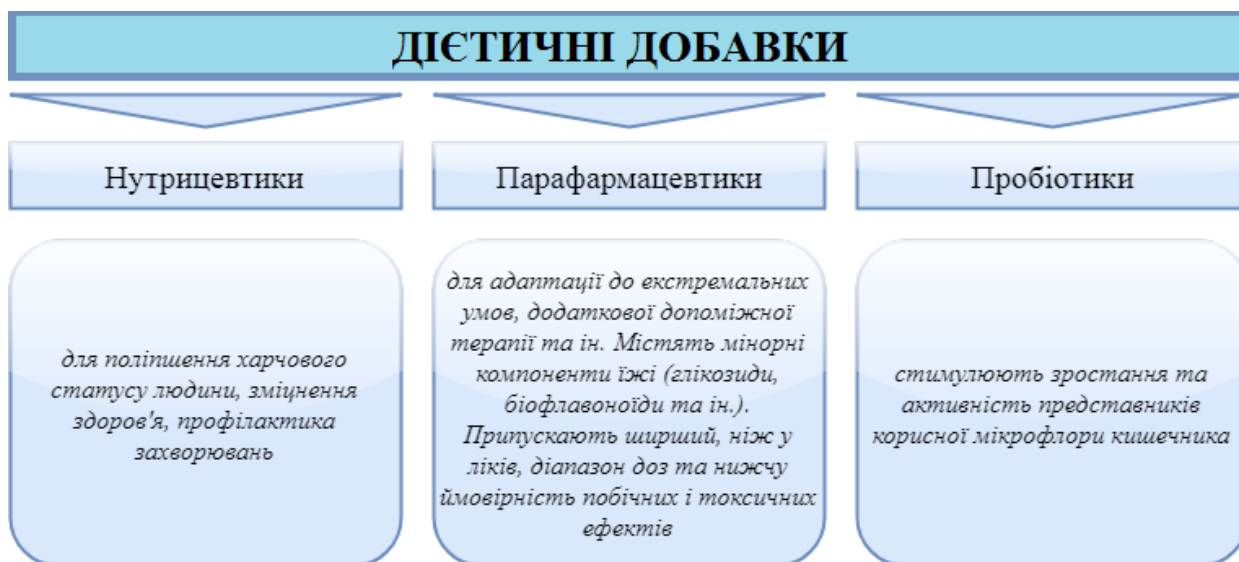 ДІЄТИЧНІ ДОБАВКИ
Нутрицевтики
Парафармацевтики
Пробіотики
для поліпшення харчового
статусу людини, зміцнення
здоров'я, профілактика
захворювань
для адаптації до екстремальних
умов, додаткової допоміжної
терапії та ін. Містять мінорні
компоненти їжі (глікозиди,
біофлавоноїди та ін.).
Припускають ширший, ніж у
ліків, діапазон доз та нижчу
ймовірність побічних і токсичних
ефектів
стимулюють зростання та
активність представників
корисної мікрофлори кишечника